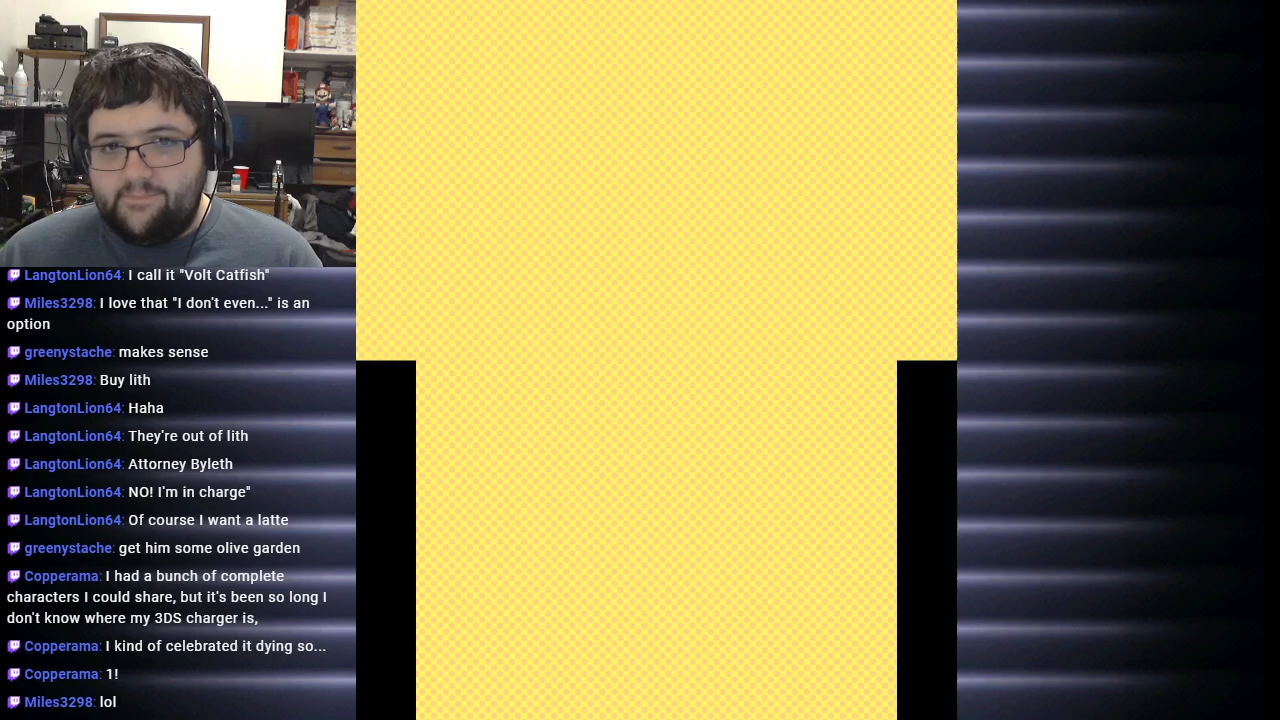 LangtonLion64: I call it "Volt Catfish"
Miles3298: I love that "I don't even..." is an
option
greenystache: makes sense
Miles3298: Buy lith
LangtonLion64: Haha
LangtonLion64: They're out of lith
LangtonLion64: Attorney Byleth
LangtonLion64: NO! I'm in charge"
LangtonLion64: Of course I want a latte
greenystache: get him some olive garden
Copperama: I had a bunch of complete
characters I could share, but it's been so long I
don't know where my 3DS charger is,
Copperama: I kind of celebrated it dying so...
Copperama: 1!
Miles3298: lol